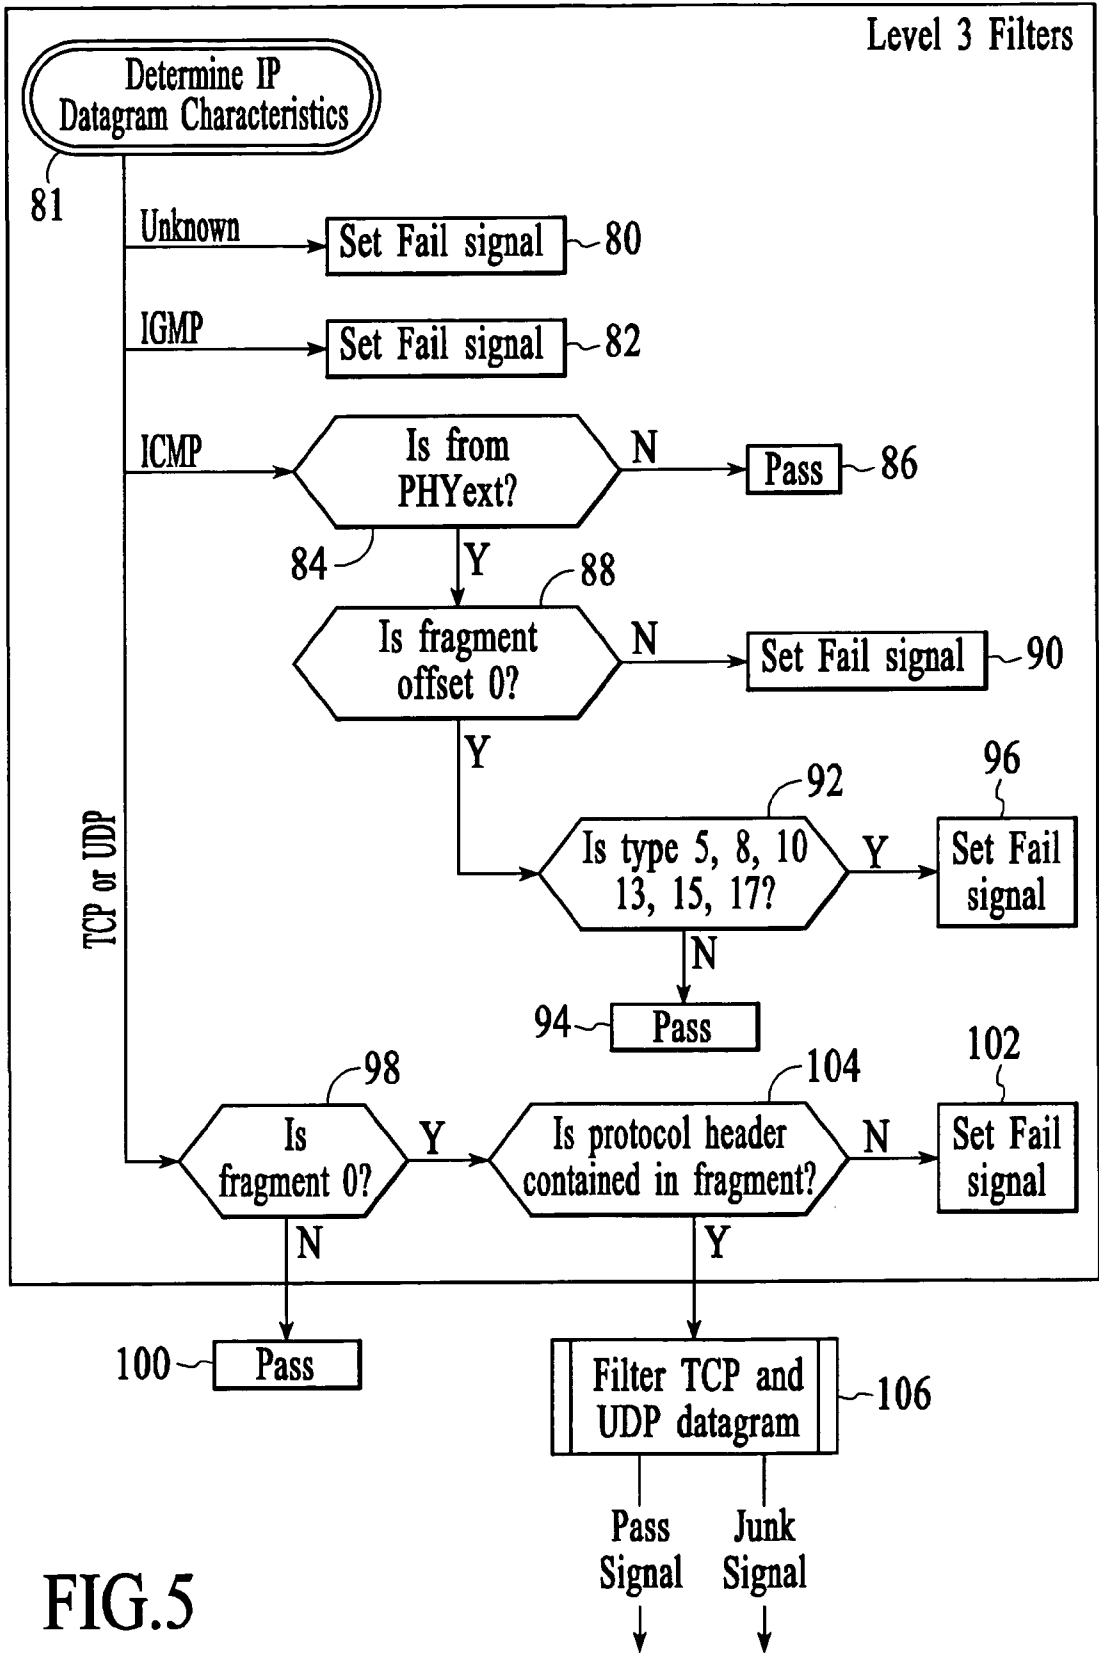 Level 3 Filters
Determine IP
Datagram Characteristics
81
Unknown
Set Fail signal
80
IGMP
Set Fail signal
82
ICMP
Is from
PHYext?
N
Pass
86
84
Y
88
Is fragment
offset 0?
N
Set Fail signal
90
Y
92
96
Is type 5, 8, 10
13, 15, 17?
Y
Set Fail
signal
TCP or UDP
N
94
Pass
98
104
102
Is
fragment 0?
Y
Is protocol header
contained in fragment?
N
Set Fail
signal
N
Y
100
Pass
Filter TCP and
UDP datagram
106
Pass
Signal
Junk
Signal
FIG.5